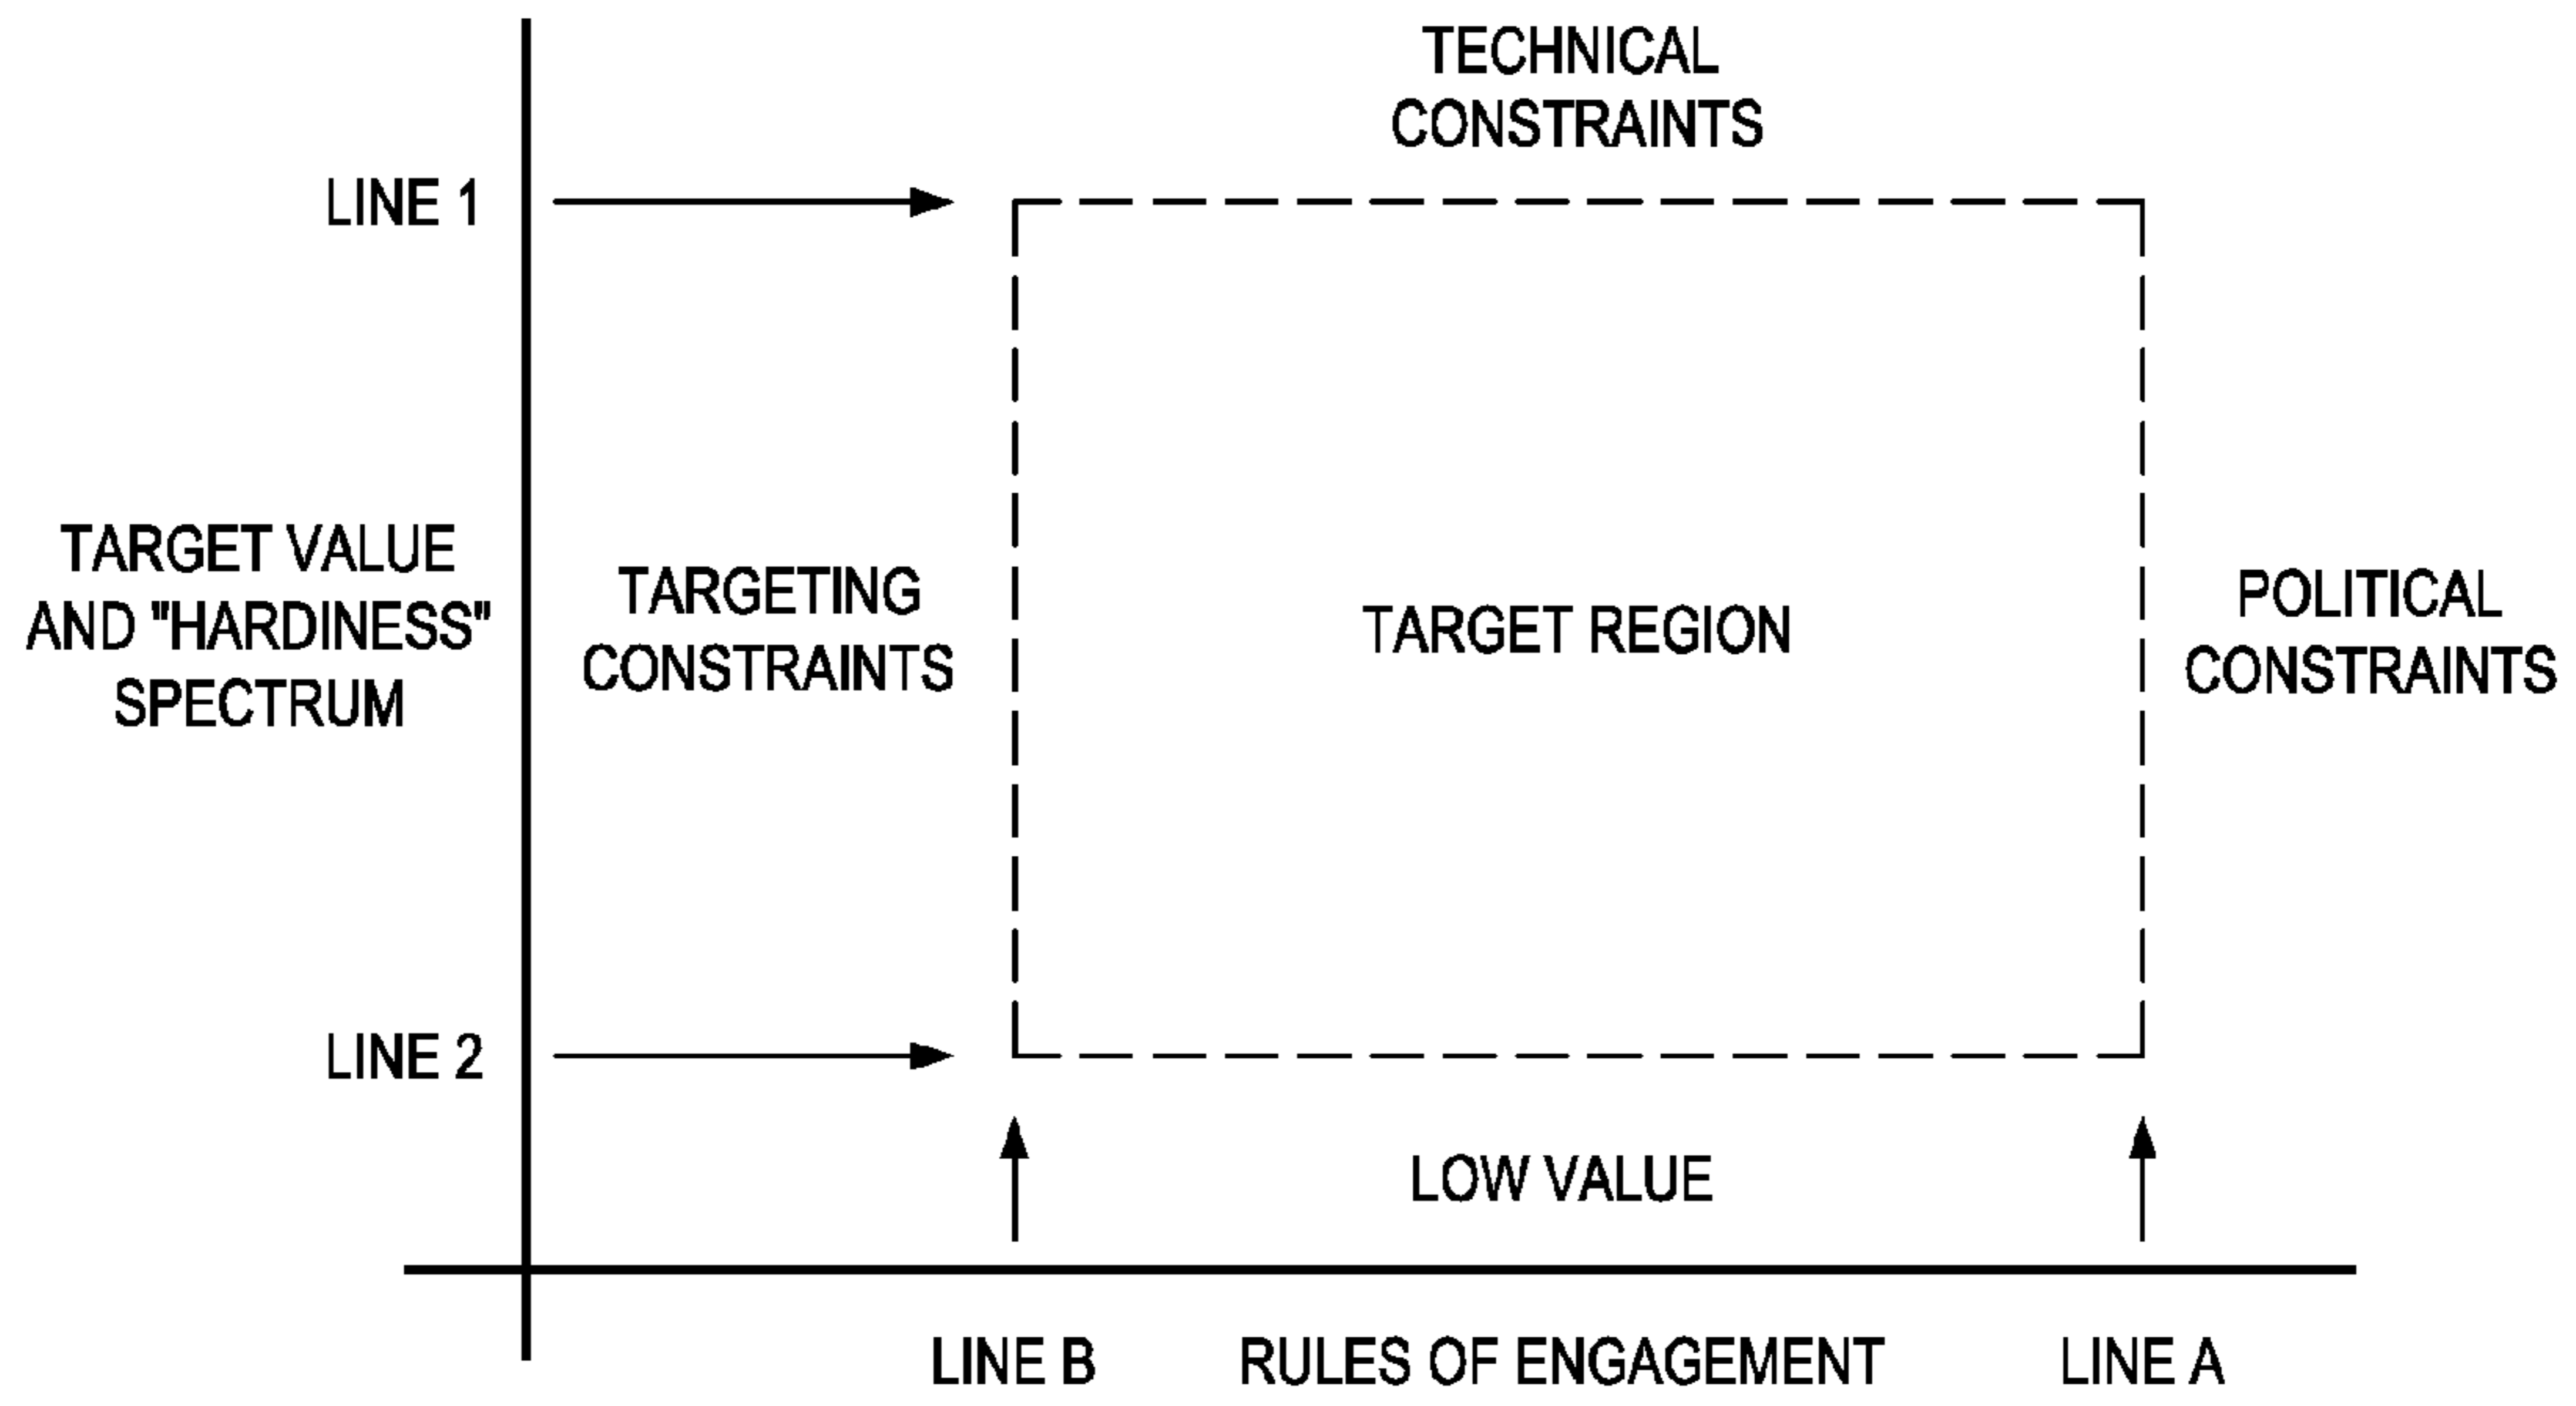 TECHNICAL
CONSTRAINTS
LINE 1
TARGET VALUE
AND "HARDINESS"
SPECTRUM
TARGETING
CONSTRAINTS
TARGET REGION
POLITICAL
CONSTRAINTS
LINE 2
LOW VALUE
LINE B
RULES OF ENGAGEMENT
LINE A